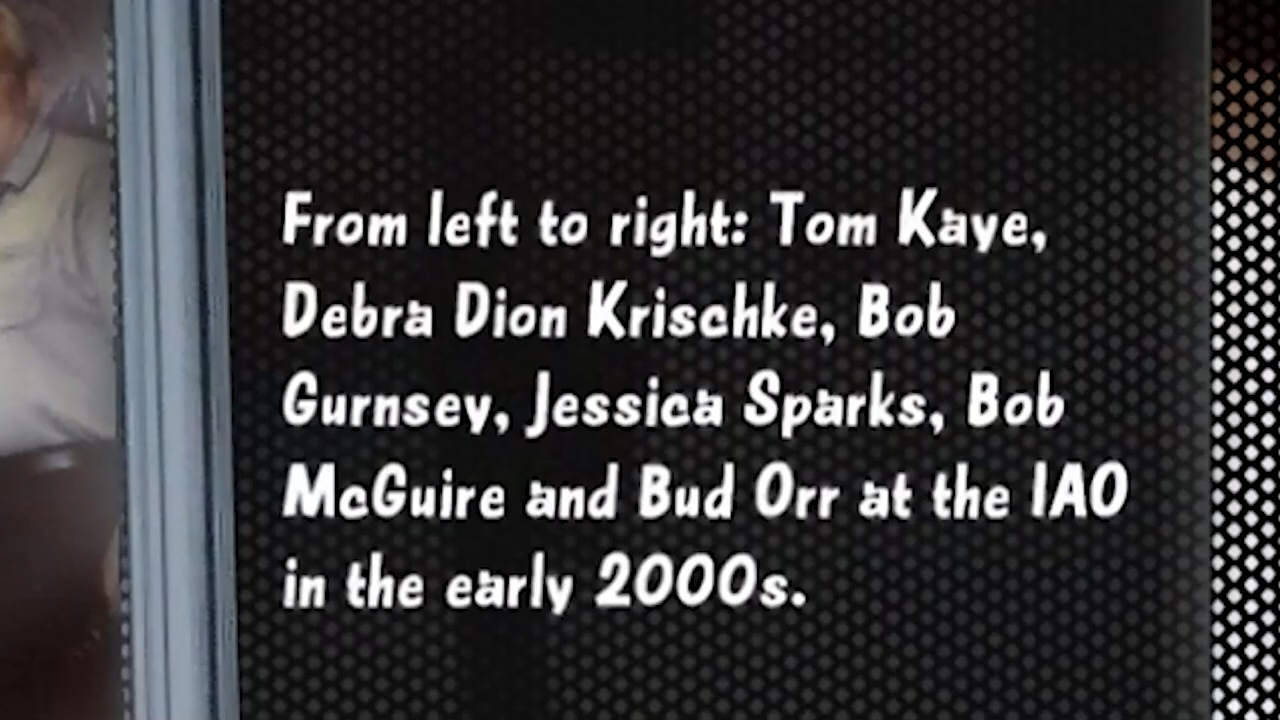 From left to right: Tom Kaye,
Debra Dion Krischke, Bob
Gurnsey, Jessica Sparks, Bob
McGuire and Bud Orr at the IAO
in the early 2000s.